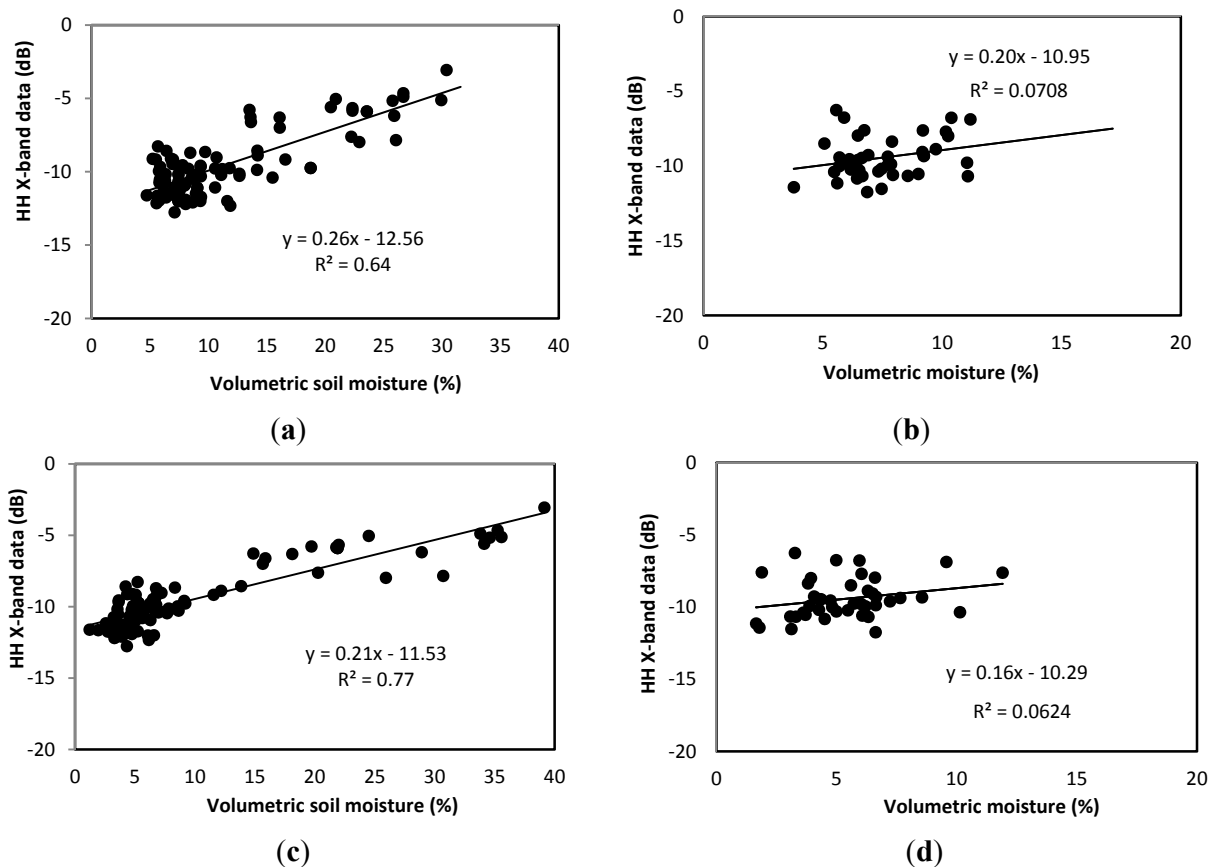 0
-5
-10
-15
-20
HH X-band data (dB)
y = 0.26x - 12.56
R² = 0.64
0 5 10 15 20 25 30 35 40
Volumetric soil moisture (%)
(a)
0
-5
-10
-15
-20
HH X-band data (dB)
y = 0.20x - 10.95
R² = 0.0708
0 5 10 15 20
Volumetric moisture (%)
(b)
0
-5
-10
-15
-20
HH X-band data (dB)
y = 0.21x - 11.53
R² = 0.77
0 5 10 15 20 25 30 35 40
Volumetric soil moisture (%)
(c)
0
-5
-10
-15
-20
HH X-band data (dB)
y = 0.16x - 10.29
R² = 0.0624
0 5 10 15 20
Volumetric moisture (%)
(d)